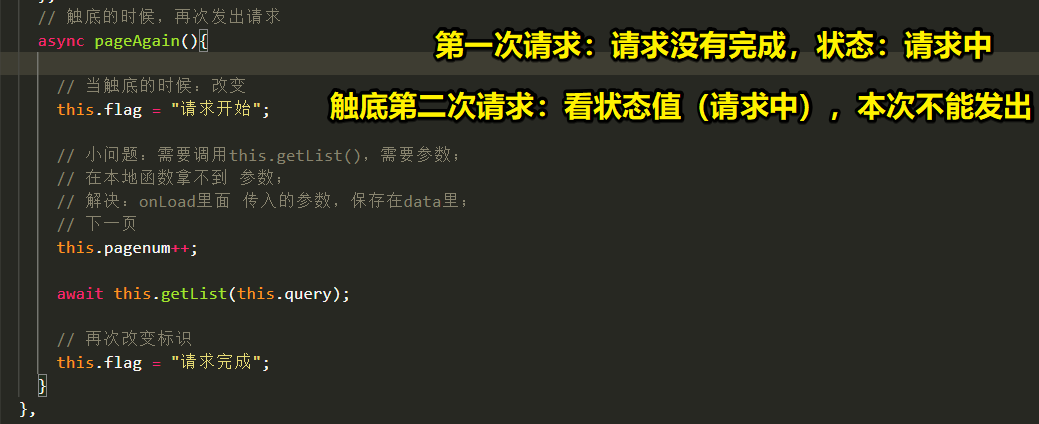 // 触底的时候，再次发出请求
async pageAgain(){
第一次请求：请求没有完成，状态：请求中
// 当触底的时候：改变
this.flag = "请求开始";
触底第二次请求：看状态值（请求中），本次不能发出
// 小问题：需要调用this.getList()，需要参数；
// 在本地函数拿不到 参数；
// 解决：onLoad里面 传入的参数，保存在data里；
// 下一页
this.pagenum++;
await this.getList(this.query);
// 再次改变标识
this.flag = "请求完成";
}
},